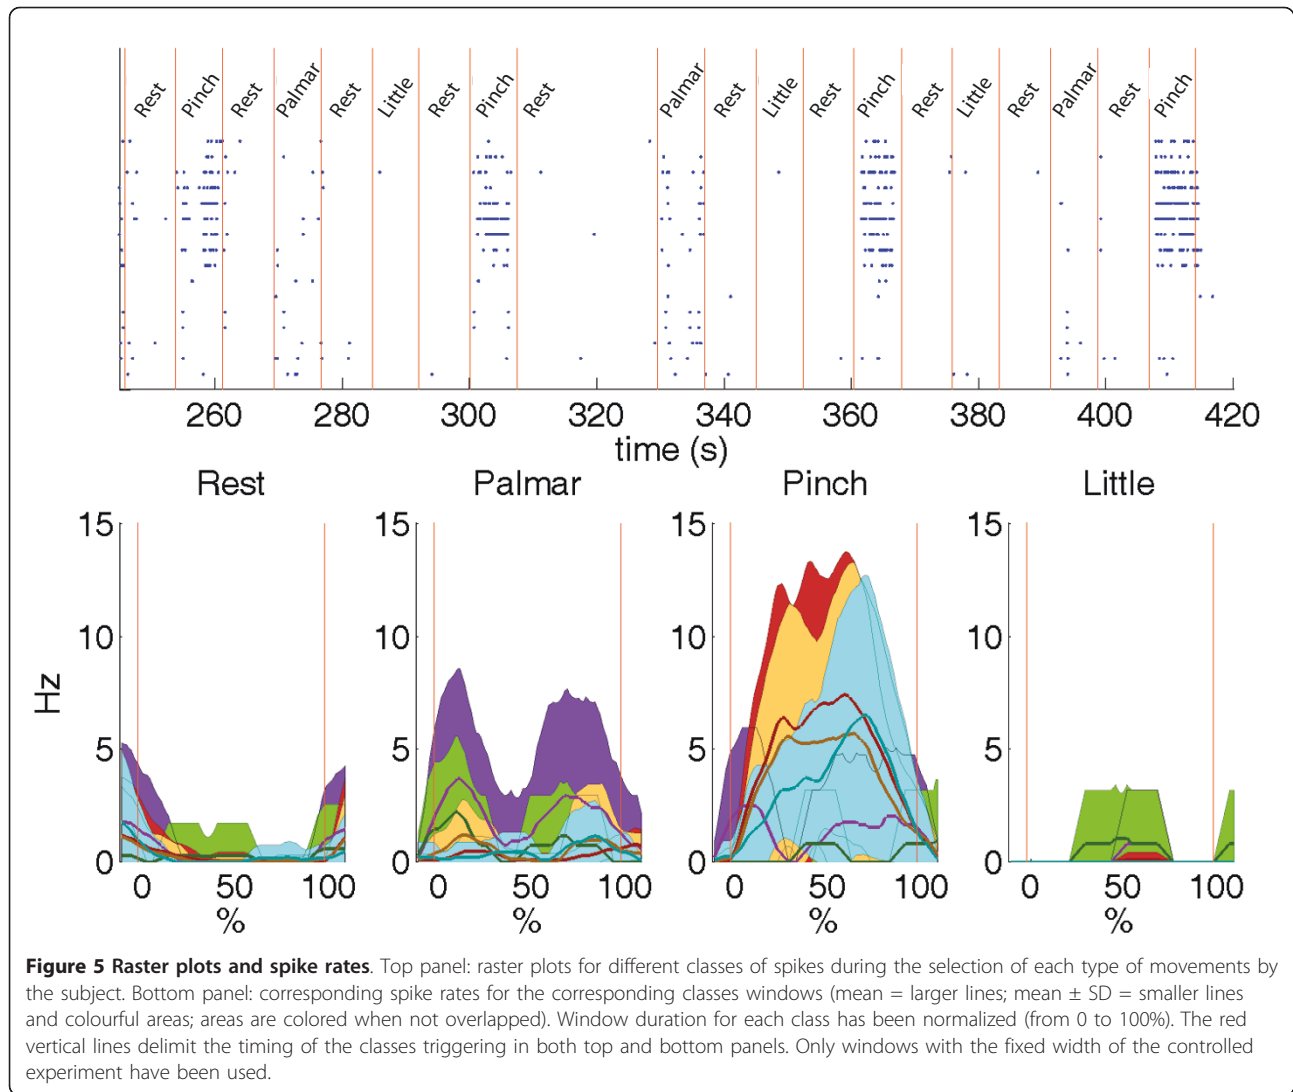 Rest Pinch Rest Palmar Rest Little Rest Pinch Rest Palmar Rest Little Rest Pinch Rest Little Rest Palmar Rest Pinch
260 280 300 320 340 360 380 400 420
time (s)
Rest Palmar Pinch Little
15 15 15 15
10 10 10 10
Hz
5 5 5 5
0 0 0 0
0 50 100 0 50 100 0 50 100 0 50 100
% % % %
Figure 5 Raster plots and spike rates. Top panel: raster plots for different classes of spikes during the selection of each type of movements by
the subject. Bottom panel: corresponding spike rates for the corresponding classes windows (mean = larger lines; mean ± SD = smaller lines
and colourful areas; areas are colored when not overlapped). Window duration for each class has been normalized (from 0 to 100%). The red
vertical lines delimit the timing of the classes triggering in both top and bottom panels. Only windows with the fixed width of the controlled
experiment have been used.